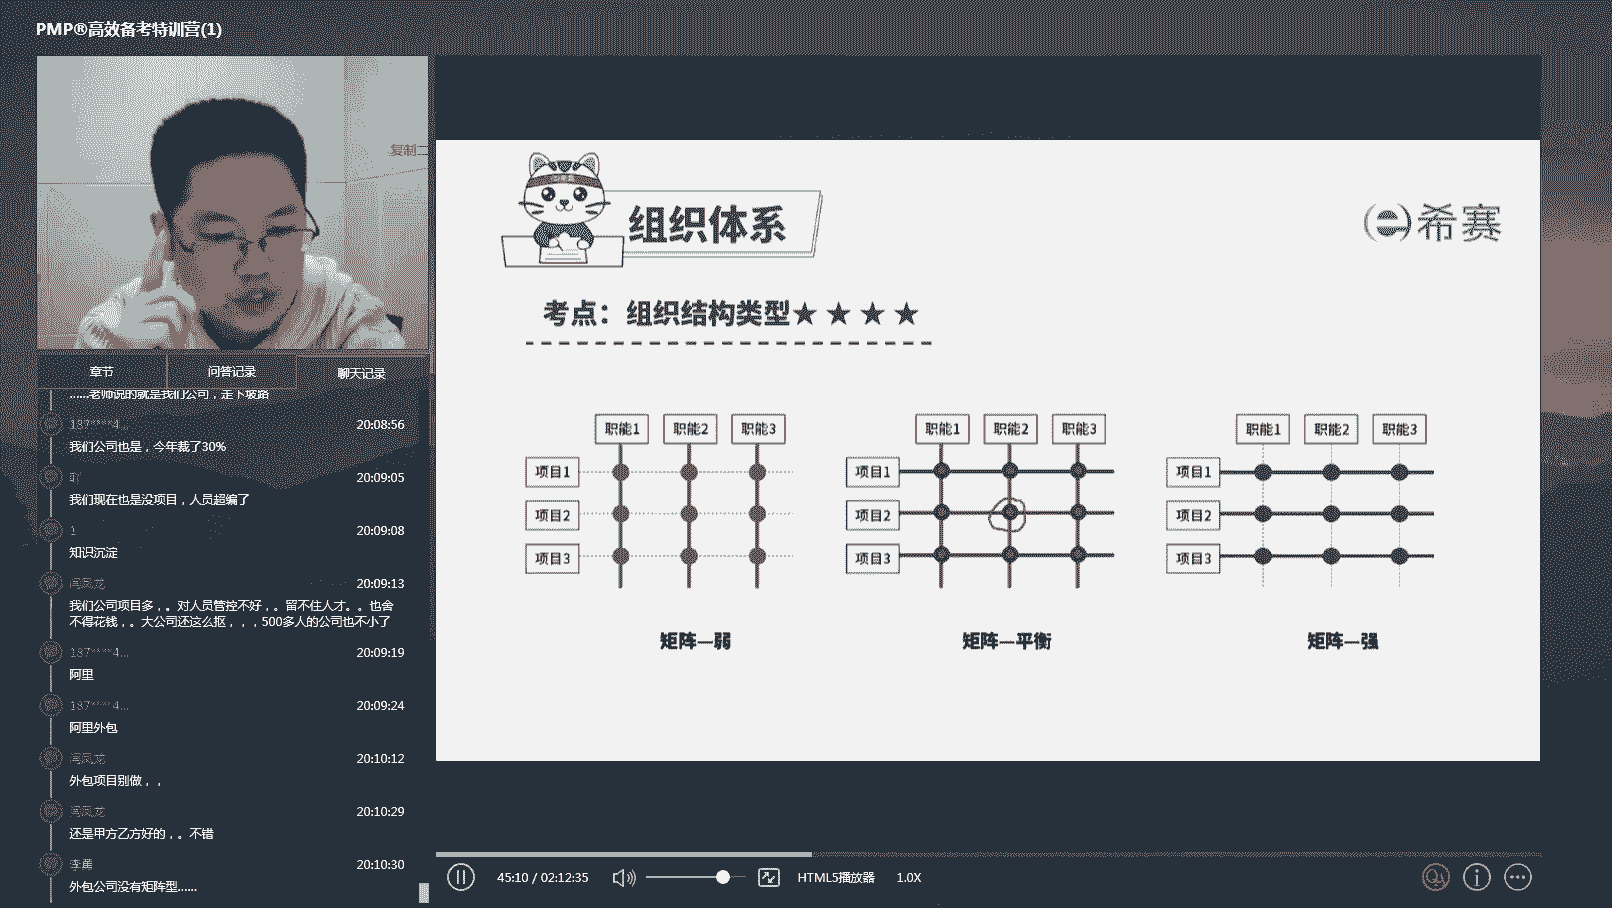 PMP®高效备考特训营(1)
复制二
章节
问答记录
聊天记录
……老师说的就是我们公司，走下坡路
187****4...
20:08:56
我们公司也是，今年裁了30%
20:09:05
我们现在也是没项目，人员超编了
1
20:09:08
知识沉淀
闫凤龙
20:09:13
我们公司项目多，。对人员管控不好，。留不住人才。。也舍
不得花钱，。大公司还这么抠，，，500多人的公司也不小了
187****4...
20:09:19
阿里
187****4...
20:09:24
阿里外包
闫凤龙
20:10:12
外包项目别做，，
闫凤龙
20:10:29
还是甲方乙方好的，。不错
李勇
20:10:30
外包公司没有矩阵型……
组织体系
希赛
考点：组织结构类型★★★★
职能1
职能2
职能3
项目1
项目2
项目3
矩阵—弱
职能1
职能2
职能3
项目1
项目2
项目3
矩阵—平衡
职能1
职能2
职能3
项目1
项目2
项目3
矩阵—强
45:10 / 02:12:35
HTML5播放器
1.0X